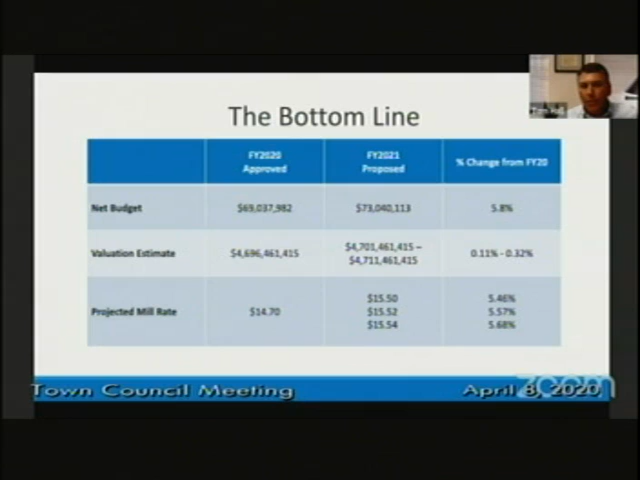 The Bottom Line
FY2020 Approved
FY2021 Proposed
% Change from FY20
Net Budget $69,037,982 $73,040,113 5.8%
Valuation Estimate $4,696,461,415 $4,701,461,415 – $4,711,461,415 0.11% - 0.32%
Projected Mill Rate $14.70
$15.50 5.46%
$15.52 5.57%
$15.54 5.68%
Town Council Meeting April 8, 2020
zoom